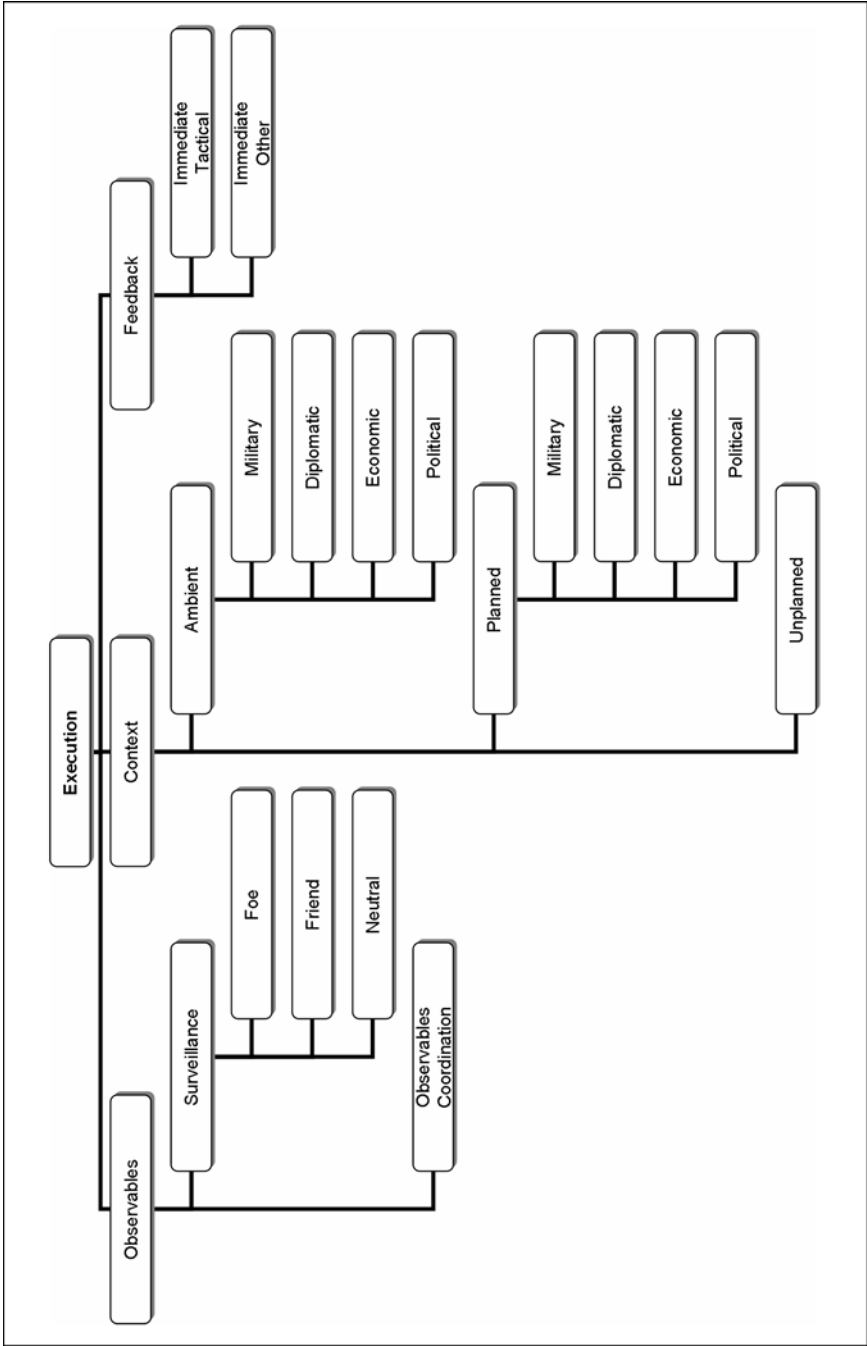 Execution
Observables
Surveillance
Foe
Friend
Neutral
Observables
Coordination
Context
Ambient
Military
Diplomatic
Economic
Political
Planned
Military
Diplomatic
Economic
Political
Unplanned
Feedback
Immediate
Tactical
Immediate
Other